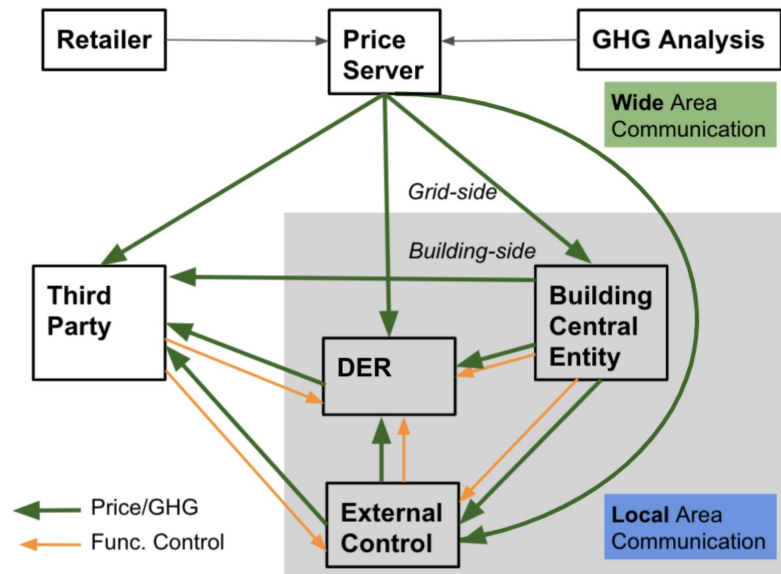 Retailer
Price
Server
GHG Analysis
Wide Area
Communication
Grid-side
Building-side
Third
Party
Building
Central
Entity
DER
External
Control
Price/GHG
Func. Control
Local Area
Communication